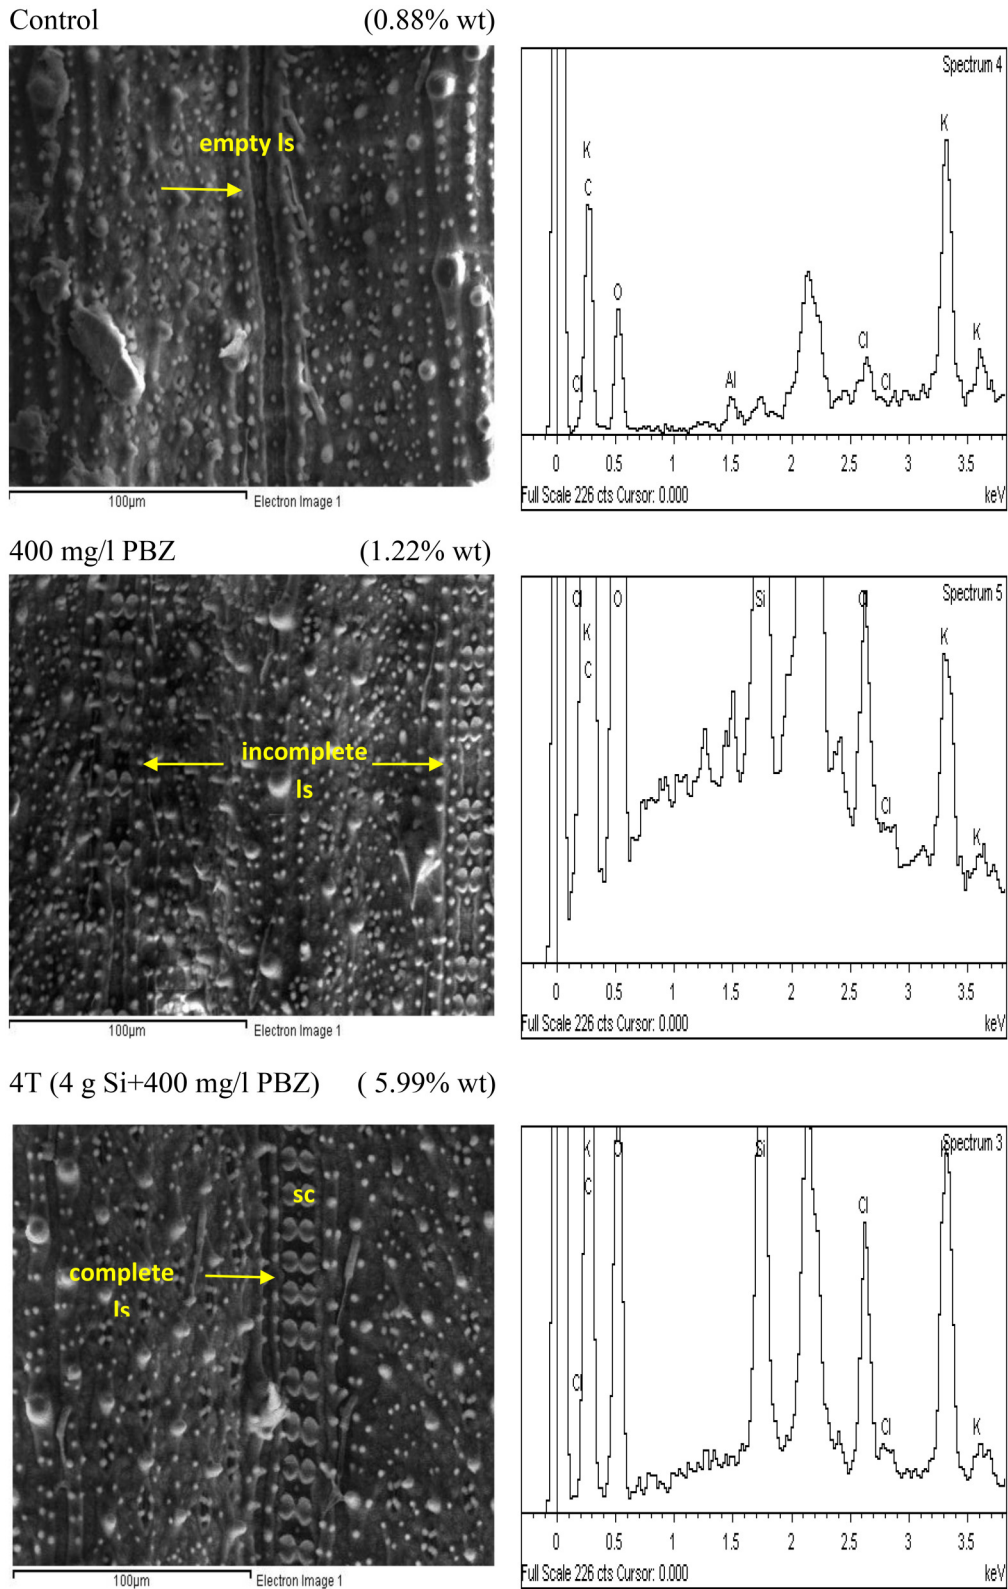 Control (0.88% wt)
empty ls
100µm Electron Image 1
Spectrum 4
K
C
Cl
O
Al
Cl
Cl
K
K
0 0.5 1 1.5 2 2.5 3 3.5
Full Scale 226 cts Cursor: 0.000 keV
400 mg/l PBZ (1.22% wt)
incomplete
ls
100µm Electron Image 1
Spectrum 5
Cl
K
C
O
Si
Cl
Cl
K
K
0 0.5 1 1.5 2 2.5 3 3.5
Full Scale 226 cts Cursor: 0.000 keV
4T (4 g Si+400 mg/l PBZ) ( 5.99% wt)
sc
complete
ls
100µm Electron Image 1
Spectrum 3
K
C
Cl
O
Si
Cl
Cl
K
K
0 0.5 1 1.5 2 2.5 3 3.5
Full Scale 226 cts Cursor: 0.000 keV